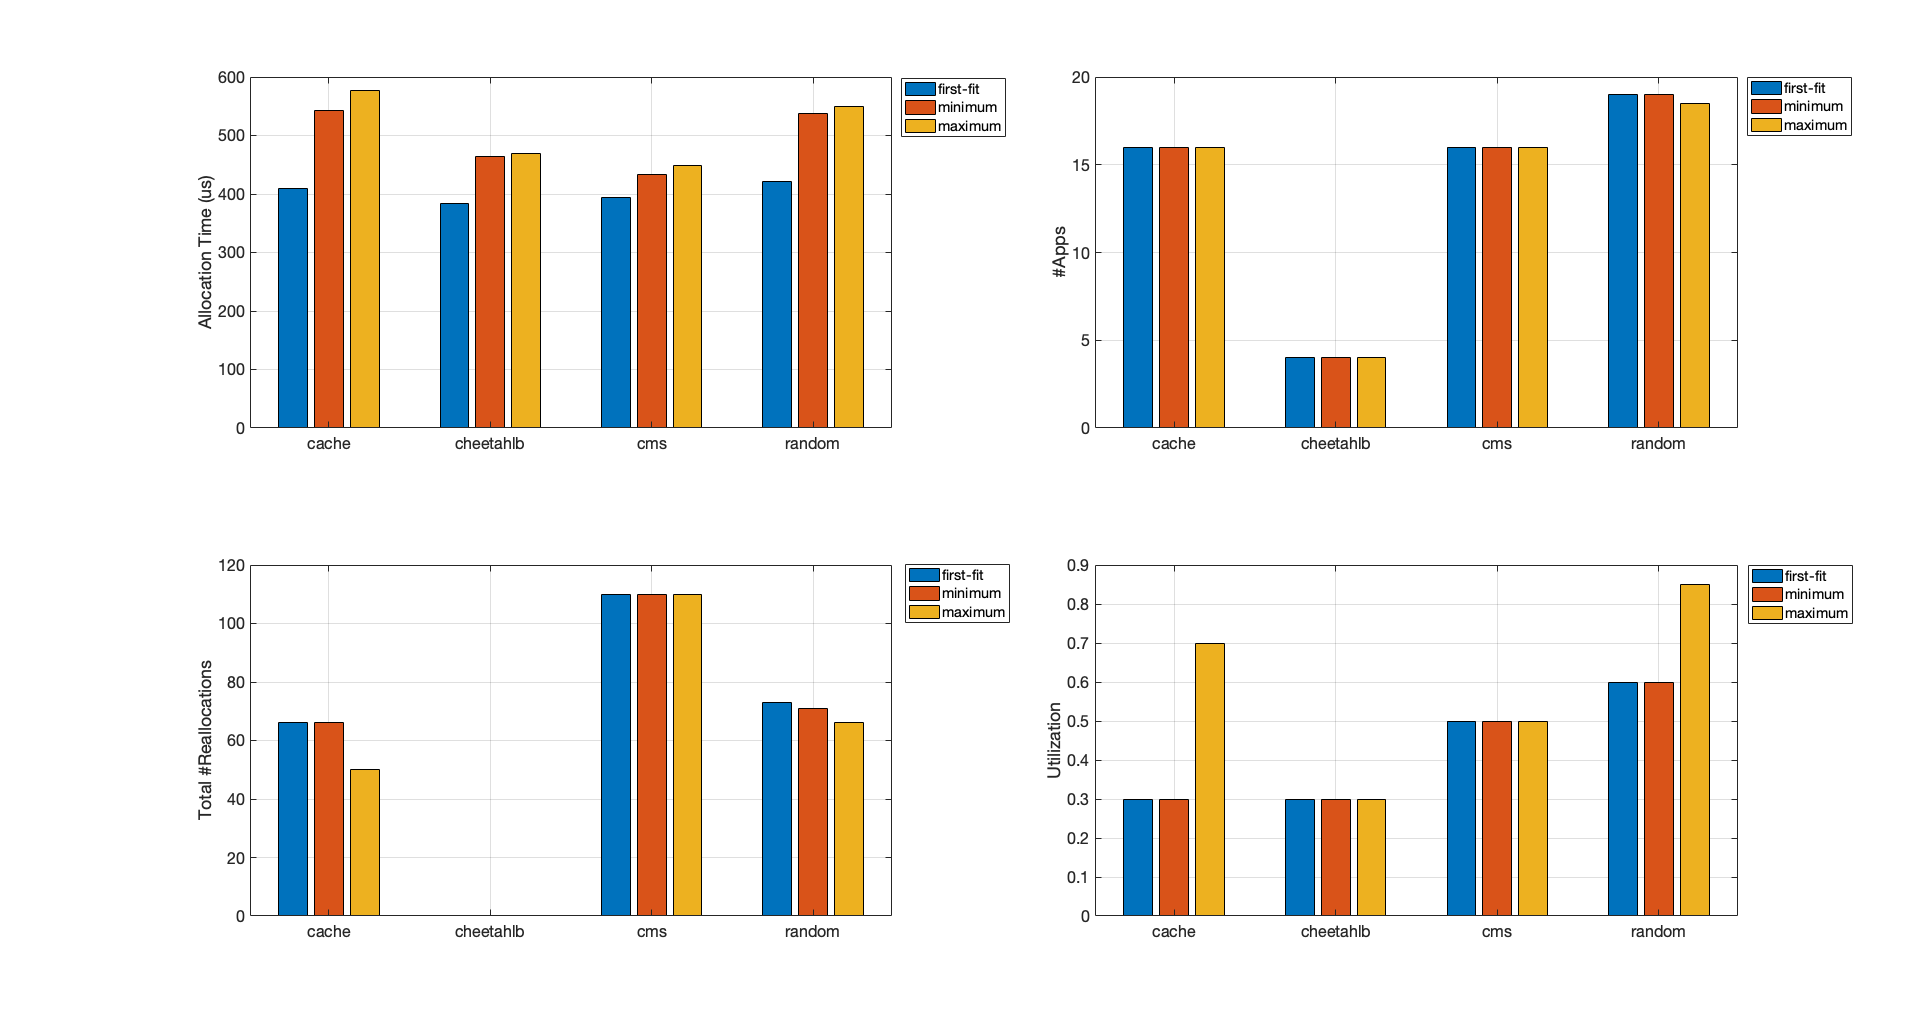 600
500
400
300
200
100
0
Allocation Time (us)
cache cheetahlb cms random
first-fit
minimum
maximum
20
15
10
5
0
#Apps
cache cheetahlb cms random
first-fit
minimum
maximum
120
100
80
60
40
20
0
Total #Reallocations
cache cheetahlb cms random
first-fit
minimum
maximum
0.9
0.8
0.7
0.6
0.5
0.4
0.3
0.2
0.1
0
Utilization
cache cheetahlb cms random
first-fit
minimum
maximum